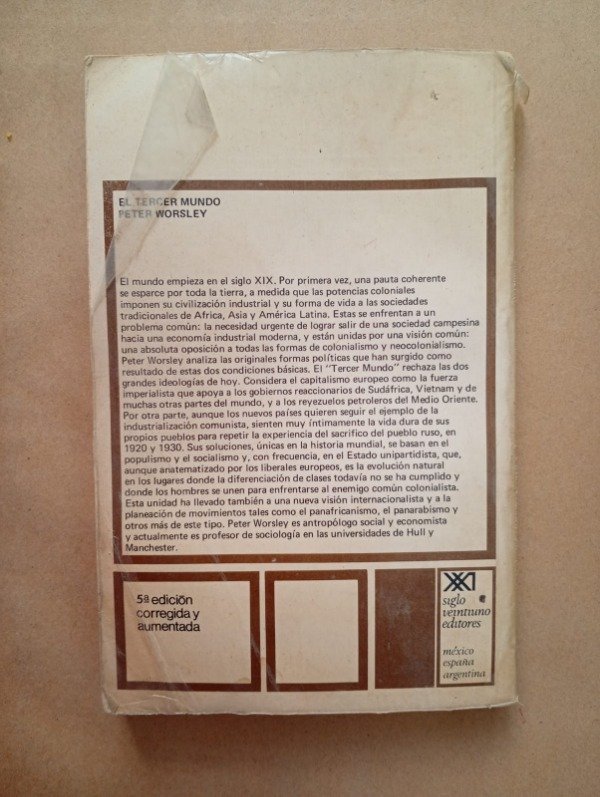 EL TERCER MUNDO
PETER WORSLEY
El mundo empieza en el siglo XIX. Por primera vez, una pauta coherente
se esparce por toda la tierra, a medida que las potencias coloniales
imponen su civilización industrial y su forma de vida a las sociedades
tradicionales de Africa, Asia y América Latina. Estas se enfrentan a un
problema común: la necesidad urgente de lograr salir de una sociedad campesina
hacia una economía industrial moderna, y están unidas por una visión común:
una absoluta oposición a todas las formas de colonialismo y neocolonialismo.
Peter Worsley analiza las originales formas políticas que han surgido como
resultado de estas dos condiciones básicas. El "Tercer Mundo" rechaza las dos
grandes ideologías de hoy. Considera el capitalismo europeo como la fuerza
imperialista que apoya a los gobiernos reaccionarios de Sudáfrica, Vietnam y de
muchas otras partes del mundo, y a los reyezuelos petroleros del Medio Oriente.
Por otra parte, aunque los nuevos países quieren seguir el ejemplo de la
industrialización comunista, sienten muy íntimamente la vida dura de sus
propios pueblos para repetir la experiencia del sacrifico del pueblo ruso, en
1920 y 1930. Sus soluciones, únicas en la historia mundial, se basan en el
populismo y el socialismo y, con frecuencia, en el Estado unipartidista, que,
aunque anatematizado por los liberales europeos, es la evolución natural
en los lugares donde la diferenciación de clases todavía no se ha cumplido y
donde los hombres se unen para enfrentarse al enemigo común colonialista.
Esta unidad ha llevado también a una nueva visión internacionalista y a la
planeación de movimientos tales como el panafricanismo, el panarabismo y
otros más de este tipo. Peter Worsley es antropólogo social y economista
y actualmente es profesor de sociología en las universidades de Hull y
Manchester.
5ª edición
corregida y
aumentada
XXI
siglo
veintiuno
editores
méxico
españa
argentina